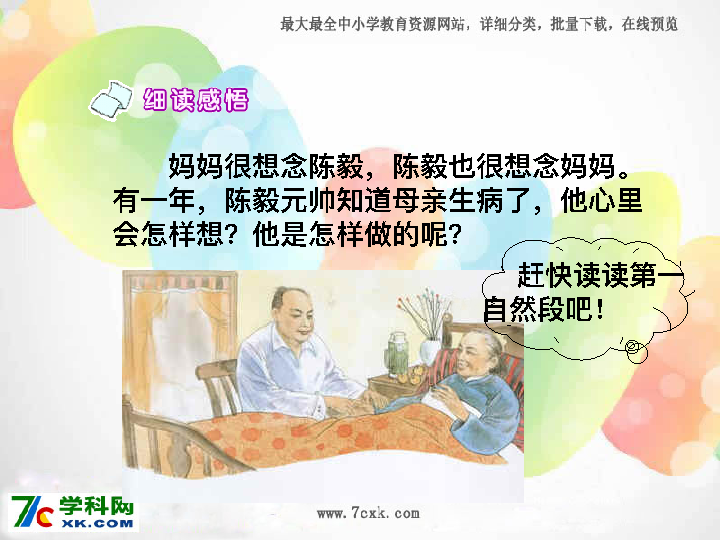 最大最全中小学教育资源网站，详细分类，批量下载，在线预览
细读感悟
妈妈很想念陈毅，陈毅也很想念妈妈。
有一年，陈毅元帅知道母亲生病了，他心里
会怎样想？他是怎样做的呢？
赶快读读第一
自然段吧！
7C 学科网
XK.COM
www.7cxk.com